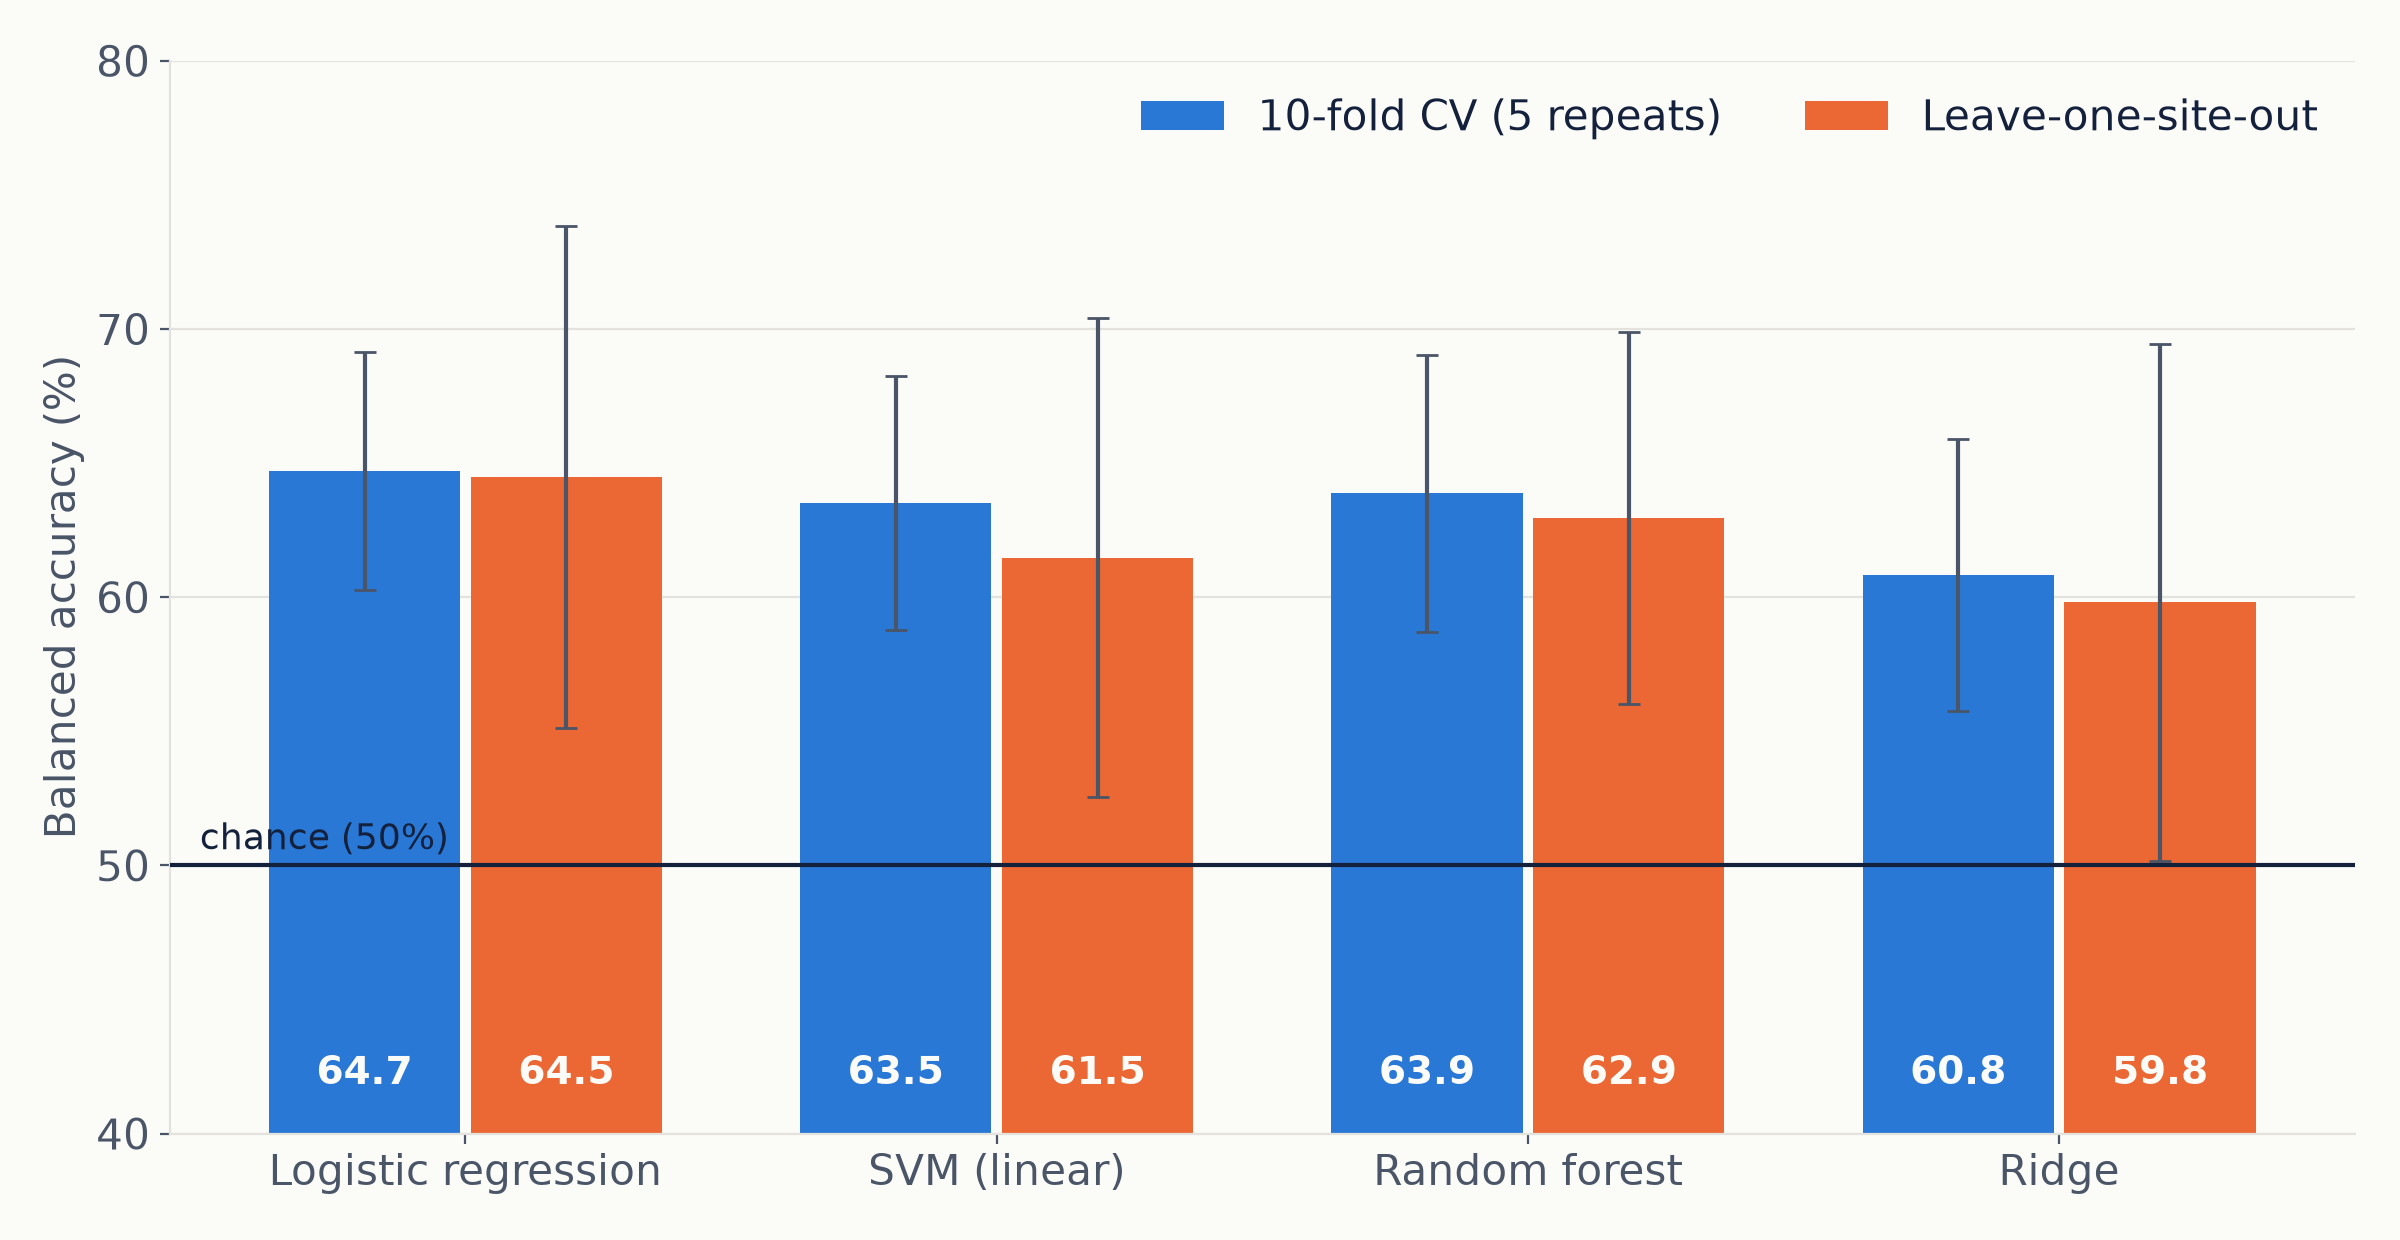 80
10-fold CV (5 repeats)
Leave-one-site-out
70
60
50
40
Balanced accuracy (%)
chance (50%)
64.7
64.5
63.5
61.5
63.9
62.9
60.8
59.8
Logistic regression
SVM (linear)
Random forest
Ridge